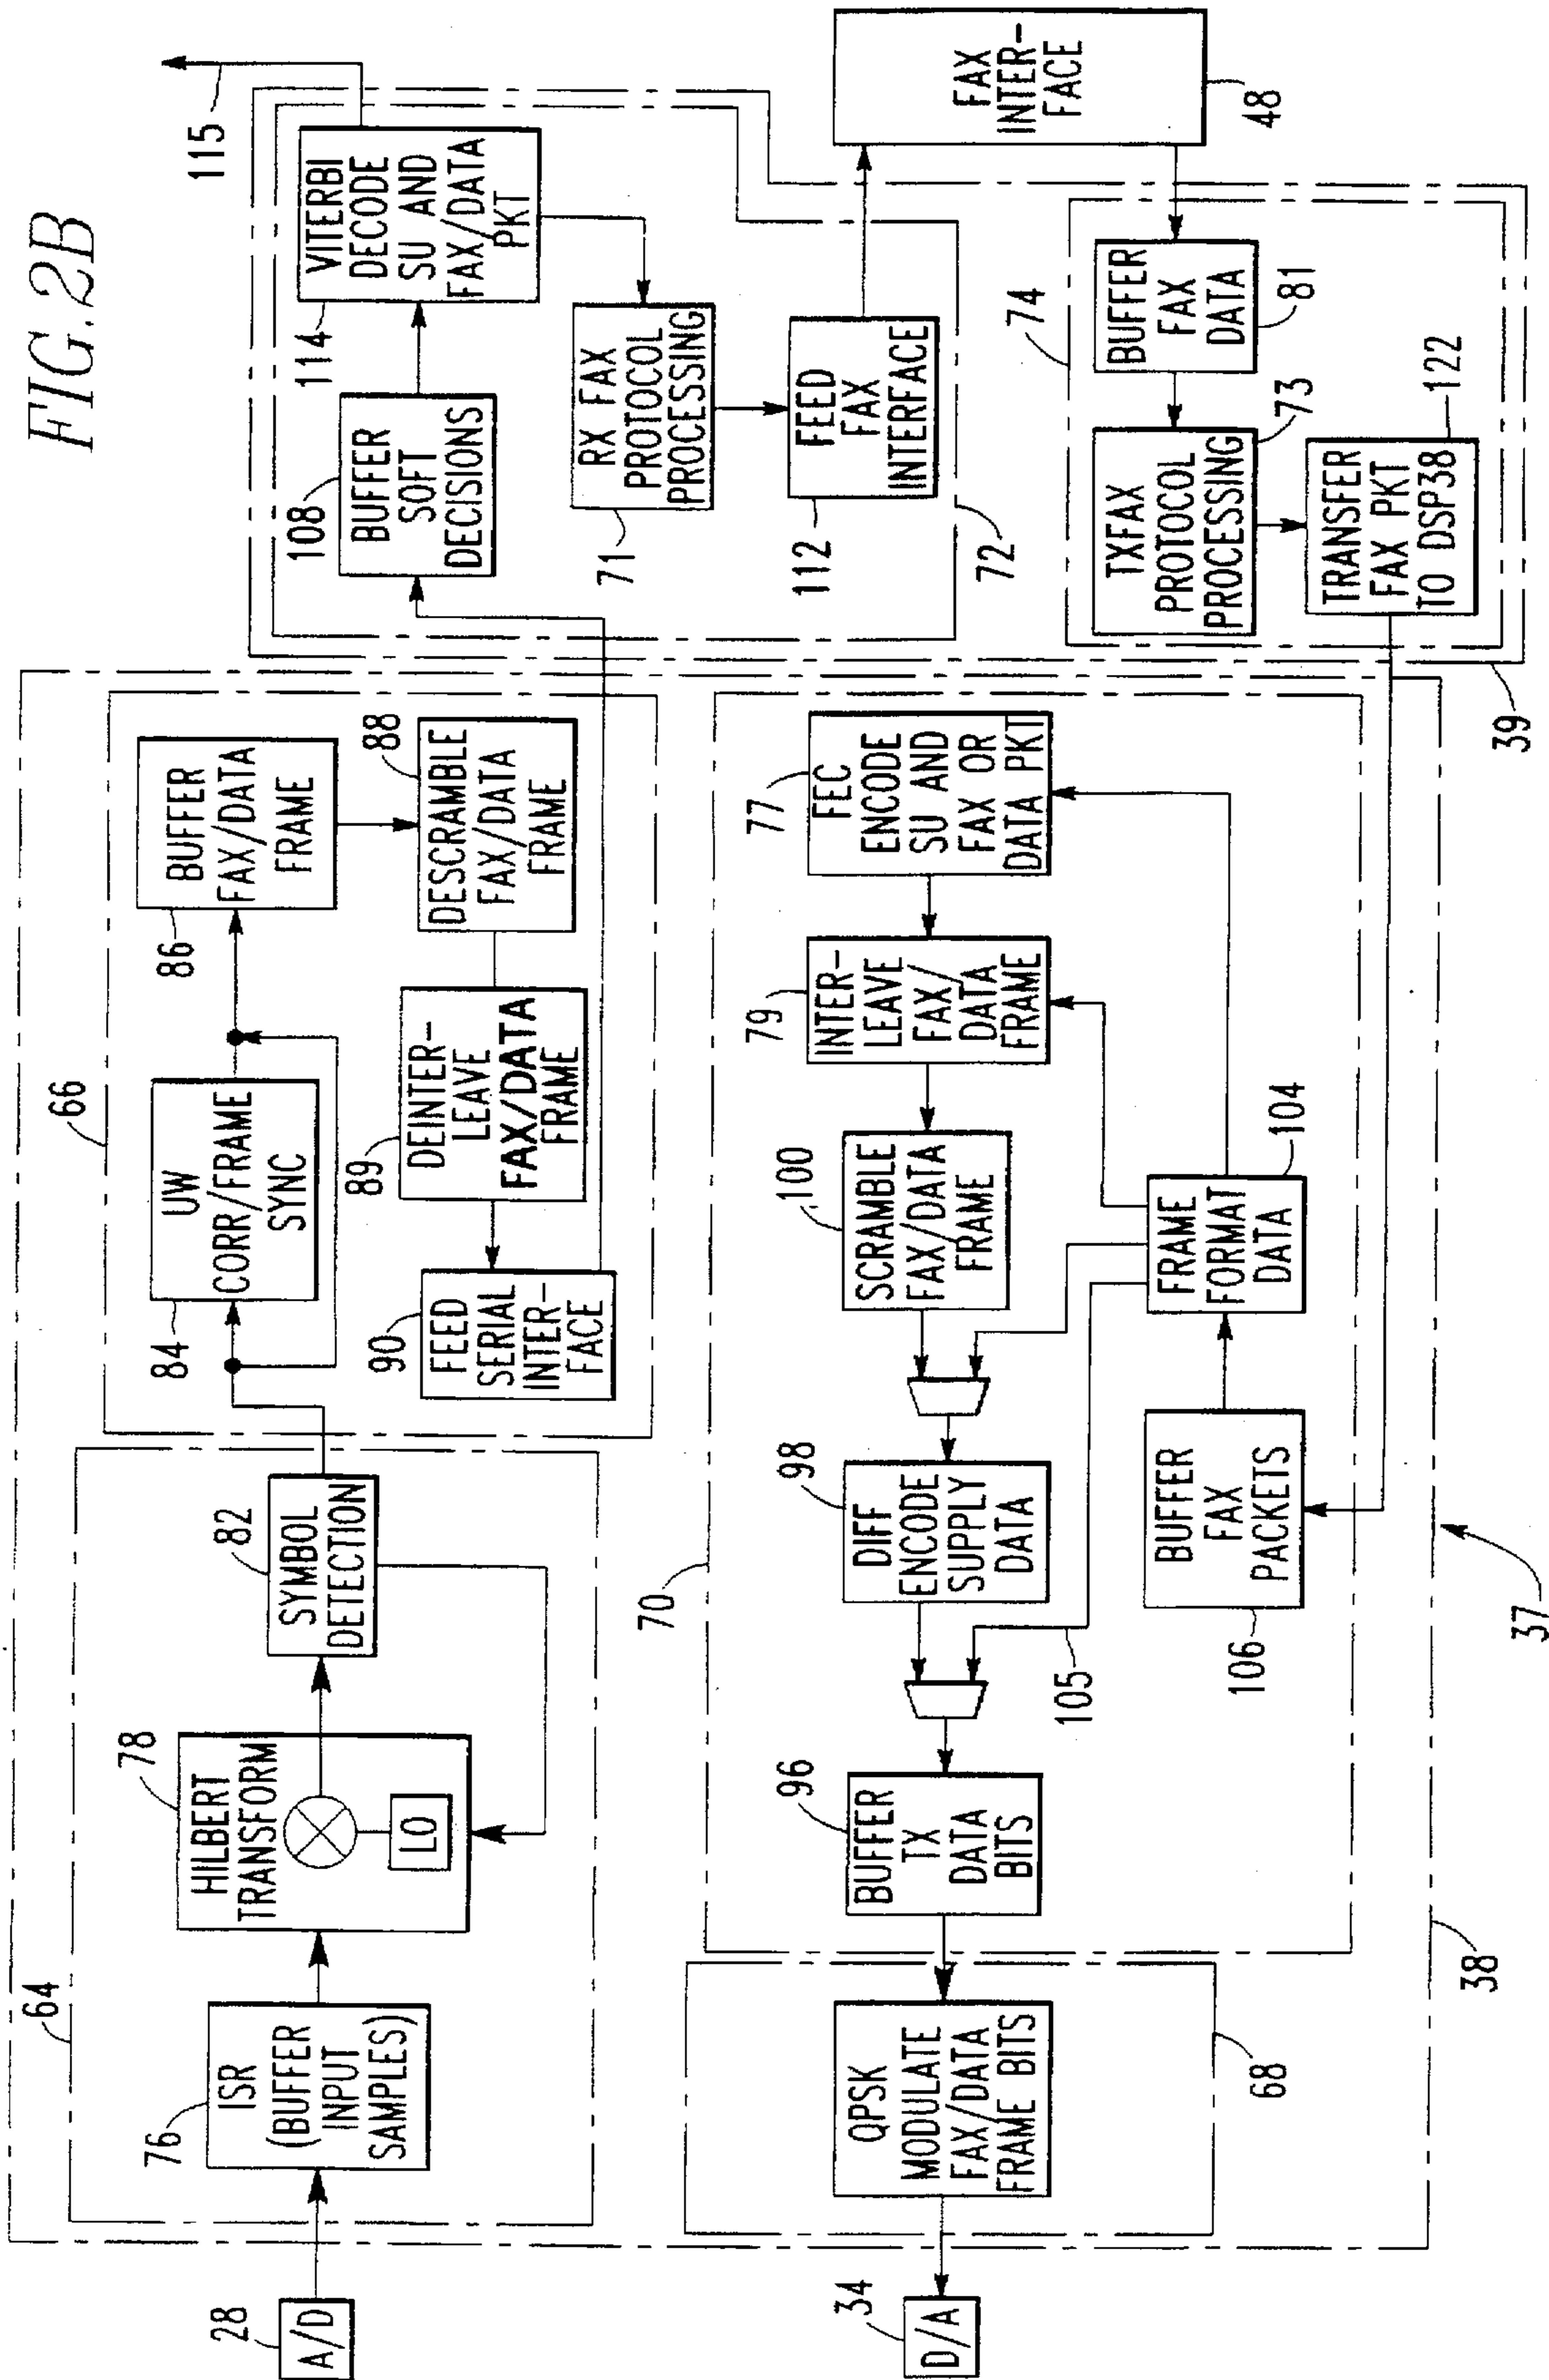 FIG. 2B
28
A/D
64
76
ISR
(BUFFER
INPUT
SAMPLES)
78
HILBERT
TRANSFORM
LO
82
SYMBOL
DETECTION
66
84
UW
CORR/FRAME
SYNC
86
BUFFER
FAX/DATA
FRAME
88
DESCRAMBLE
FAX/DATA
FRAME
89
DEINTER-
LEAVE
FAX/DATA
FRAME
90
FEED
SERIAL
INTER-
FACE
108
BUFFER
SOFT
DECISIONS
114
VITERBI
DECODE
SU AND
FAX/DATA
PKT
115
71
RX FAX
PROTOCOL
PROCESSING
112
FEED
FAX
INTERFACE
72
FAX
INTER-
FACE
48
74
BUFFER
FAX
DATA
81
TXFAX
PROTOCOL
PROCESSING
73
TRANSFER
FAX PKT
TO DSP38
122
39
34
D/A
QPSK
MODULATE
FAX/DATA
FRAME BITS
68
70
96
BUFFER
TX
DATA
BITS
98
DIFF
ENCODE
SUPPLY
DATA
100
SCRAMBLE
FAX/DATA
FRAME
79
INTER-
LEAVE
FAX/
DATA
FRAME
77
FEC
ENCODE
SU AND
FAX OR
DATA PKT
105
106
BUFFER
FAX
PACKETS
FRAME
FORMAT
DATA
104
38
37